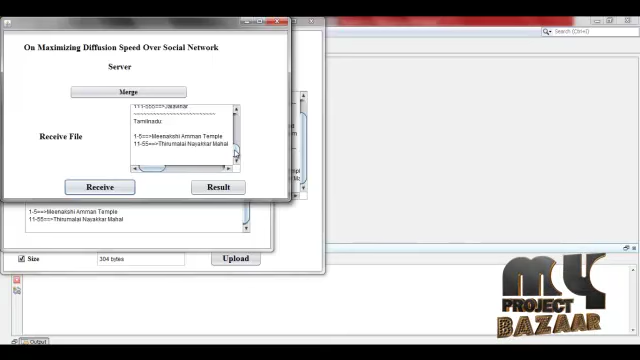 Search (Ctrl+I)
On Maximizing Diffusion Speed Over Social Network
Server
Merge
Tamilnadu:
Receive File
1-5==>Meenakshi Amman Temple
11-55==>Thirumalai Nayakkar Mahal
Receive
Result
1-5==>Meenakshi Amman Temple
11-55==>Thirumalai Nayakkar Mahal
Size
304 bytes
Upload
MY
PROJECT
BAZAAR
Output